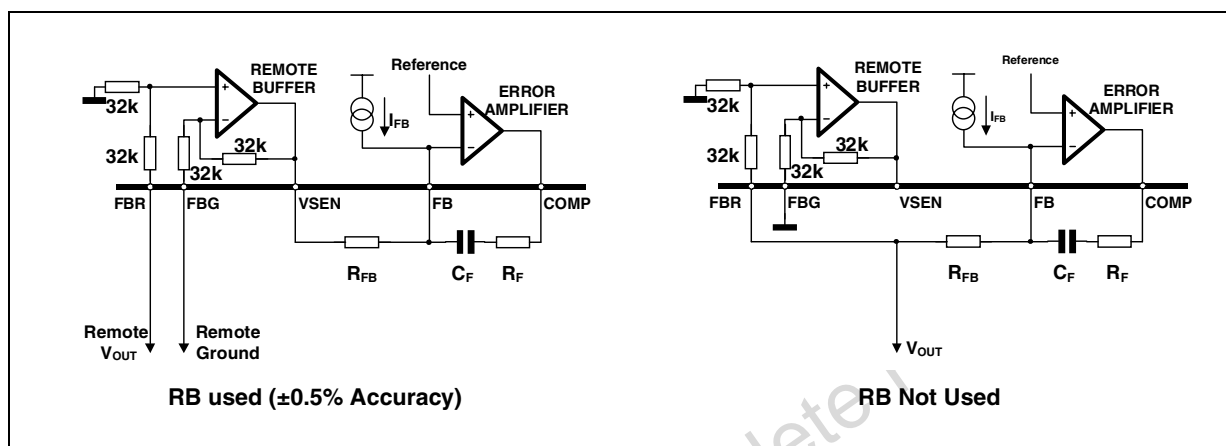 REMOTE
BUFFER
Reference
ERROR
AMPLIFIER
32k
32k
32k
32k
IFB
FBR
FBG
VSEN
FB
COMP
RFB
CF
RF
Remote
VOUT
Remote
Ground
RB used (±0.5% Accuracy)
REMOTE
BUFFER
Reference
ERROR
AMPLIFIER
32k
32k
32k
32k
IFB
FBR
FBG
VSEN
FB
COMP
RFB
CF
RF
VOUT
RB Not Used